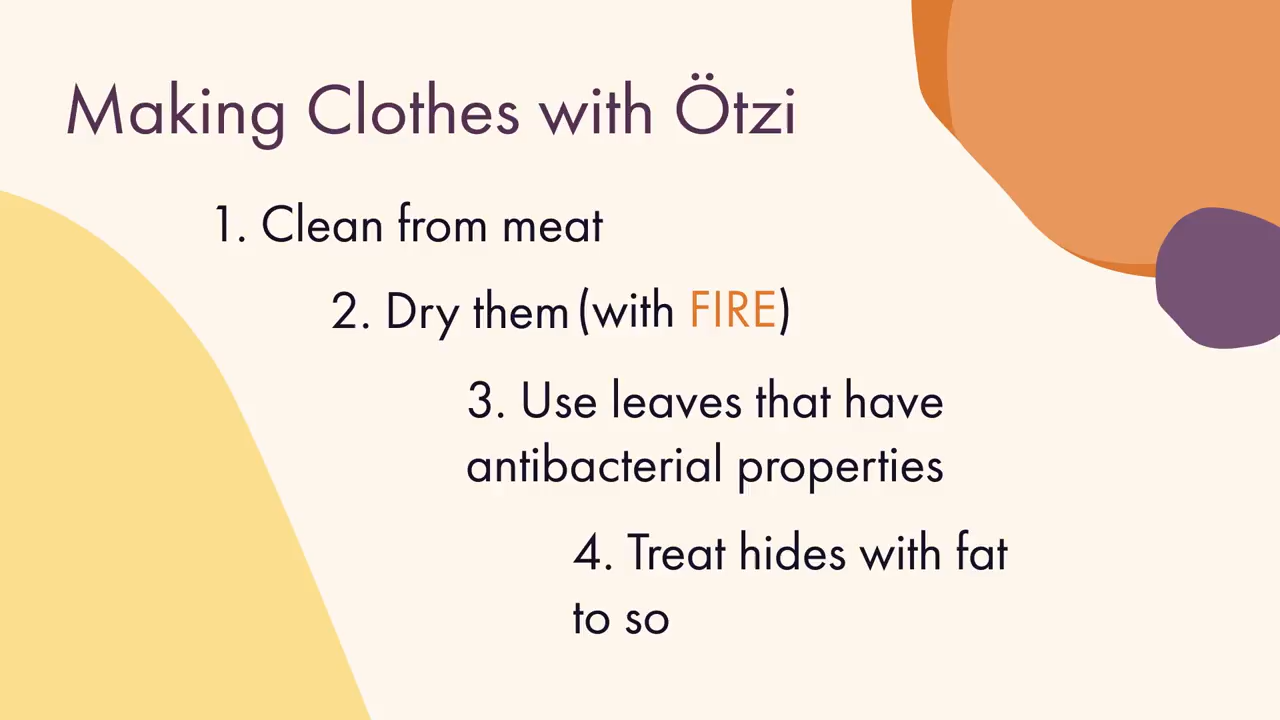 Making Clothes with Ötzi
1. Clean from meat
2. Dry them (with FIRE)
3. Use leaves that have
antibacterial properties
4. Treat hides with fat
to so